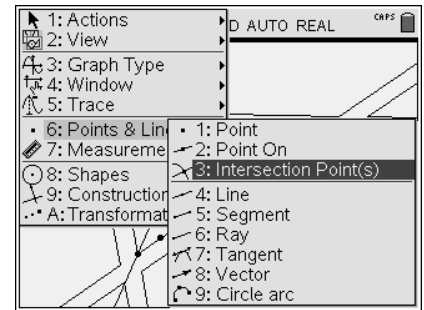 1: Actions
2: View
3: Graph Type
4: Window
5: Trace
6: Points & Lin
7: Measureme
8: Shapes
9: Construction
A: Transformat
D AUTO REAL
CAPS
1: Point
2: Point On
3: Intersection Point(s)
4: Line
5: Segment
6: Ray
7: Tangent
8: Vector
9: Circle arc